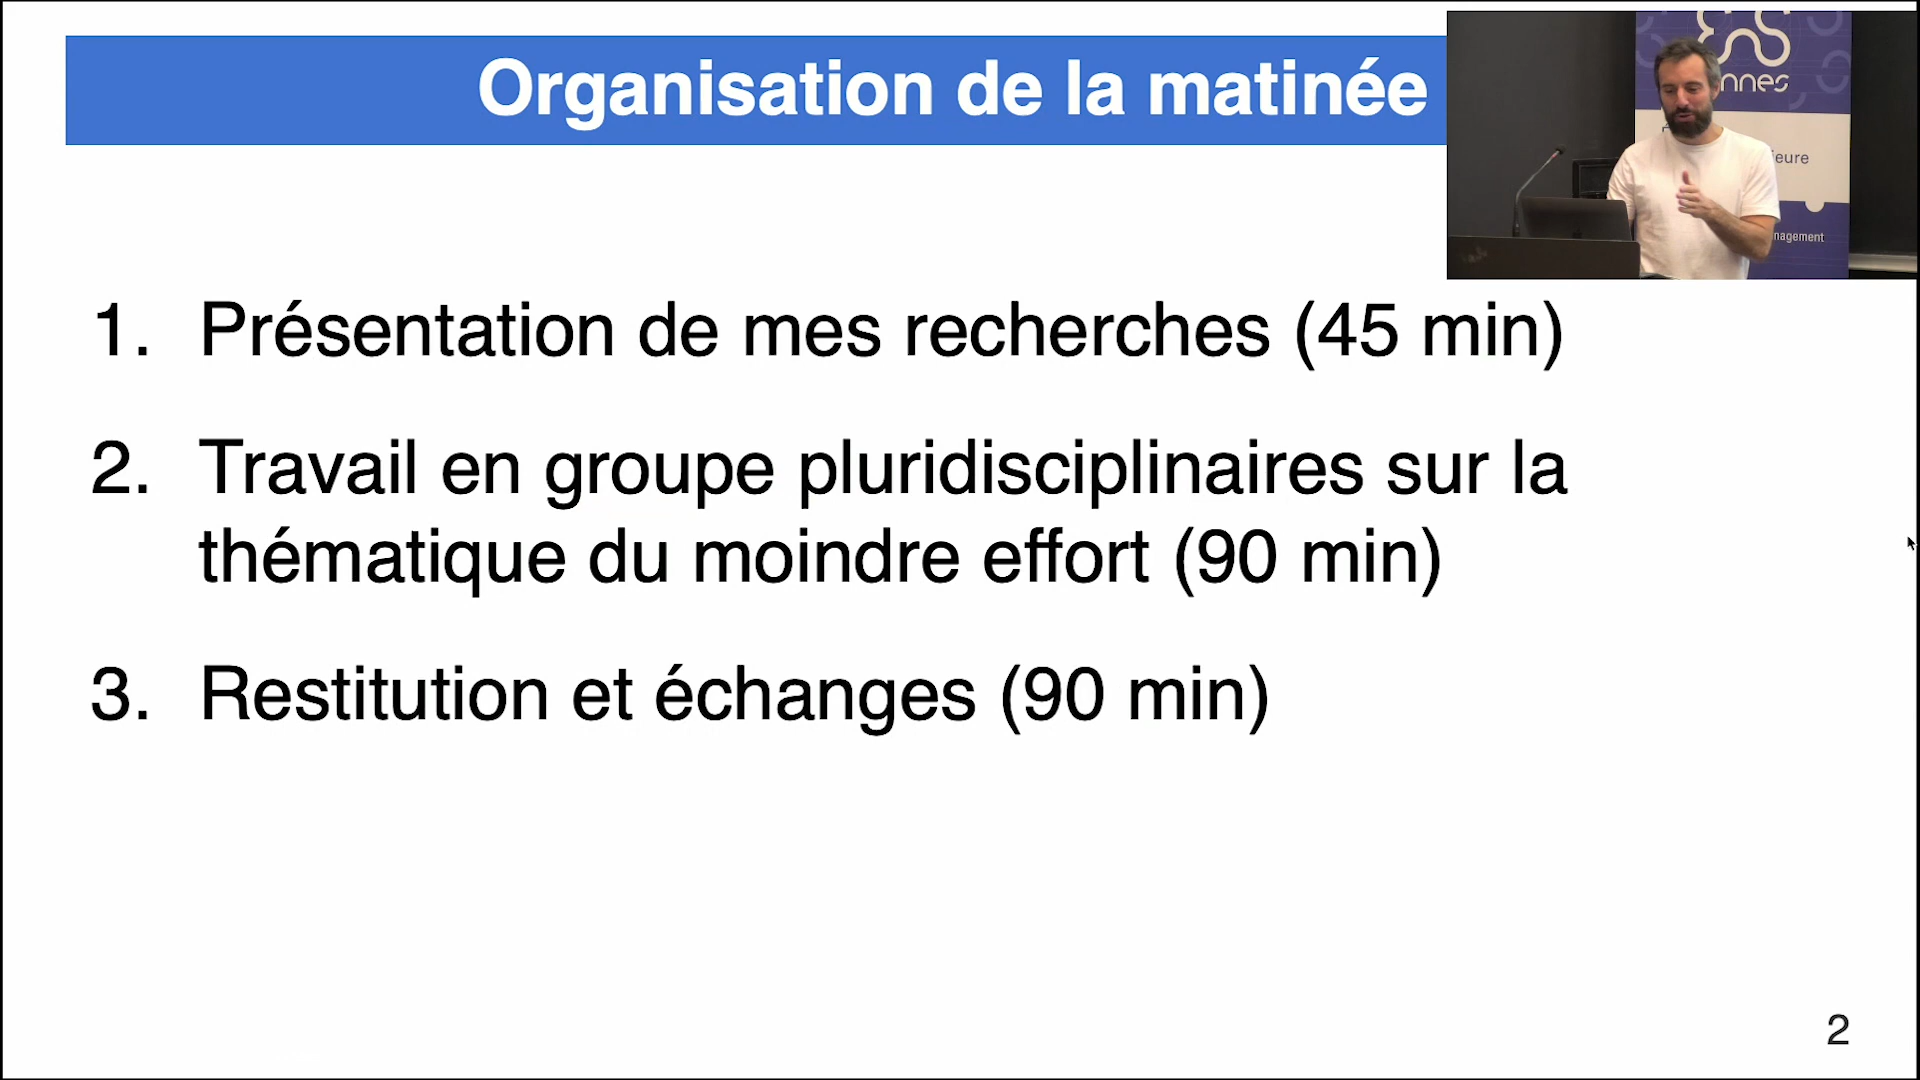 Organisation de la matinée
1. Présentation de mes recherches (45 min)
2. Travail en groupe pluridisciplinaires sur la
thématique du moindre effort (90 min)
3. Restitution et échanges (90 min)
2